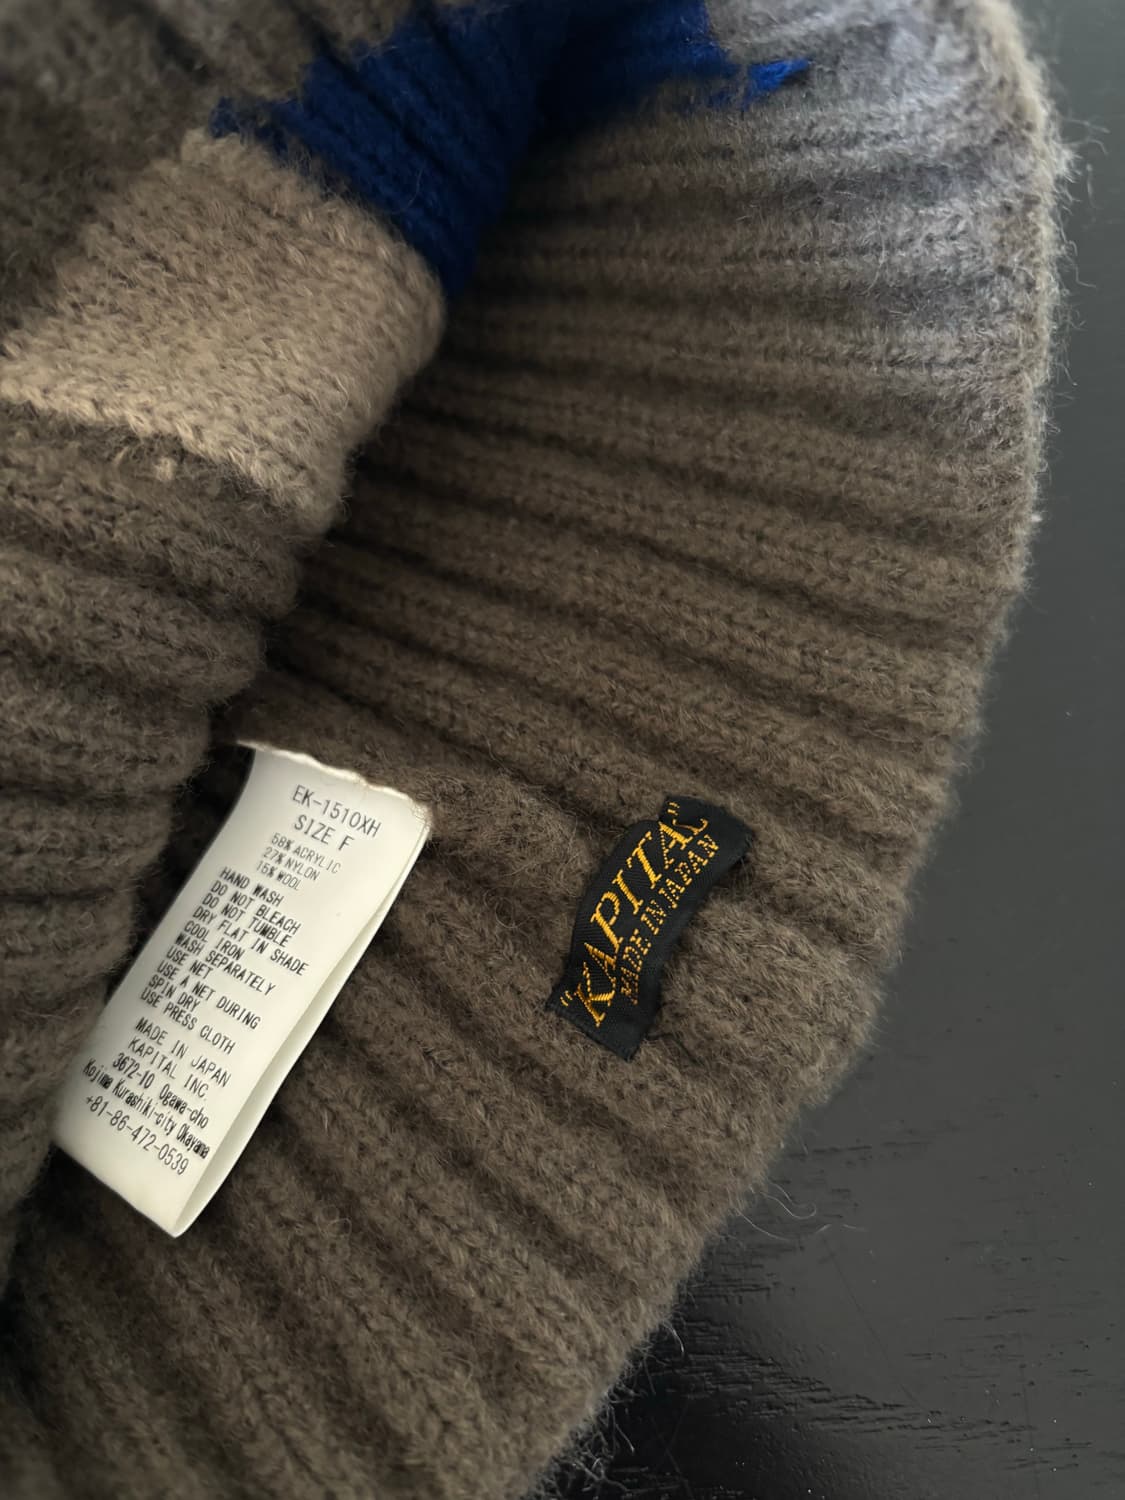 EK-1510XH
SIZE F
58% ACRYLIC
27% NYLON
15% WOOL
HAND WASH
DO NOT BLEACH
DO NOT TUMBLE
DRY FLAT IN SHADE
COOL IRON
WASH SEPARATELY
USE NET
USE A NET DURING
SPIN DRY
USE PRESS CLOTH
MADE IN JAPAN
KAPITAL INC.
3672-10 Ogawa-cho
Kojima Kurashiki-city Okayama
+81-86-472-0539
"KAPITAL"
MADE IN JAPAN